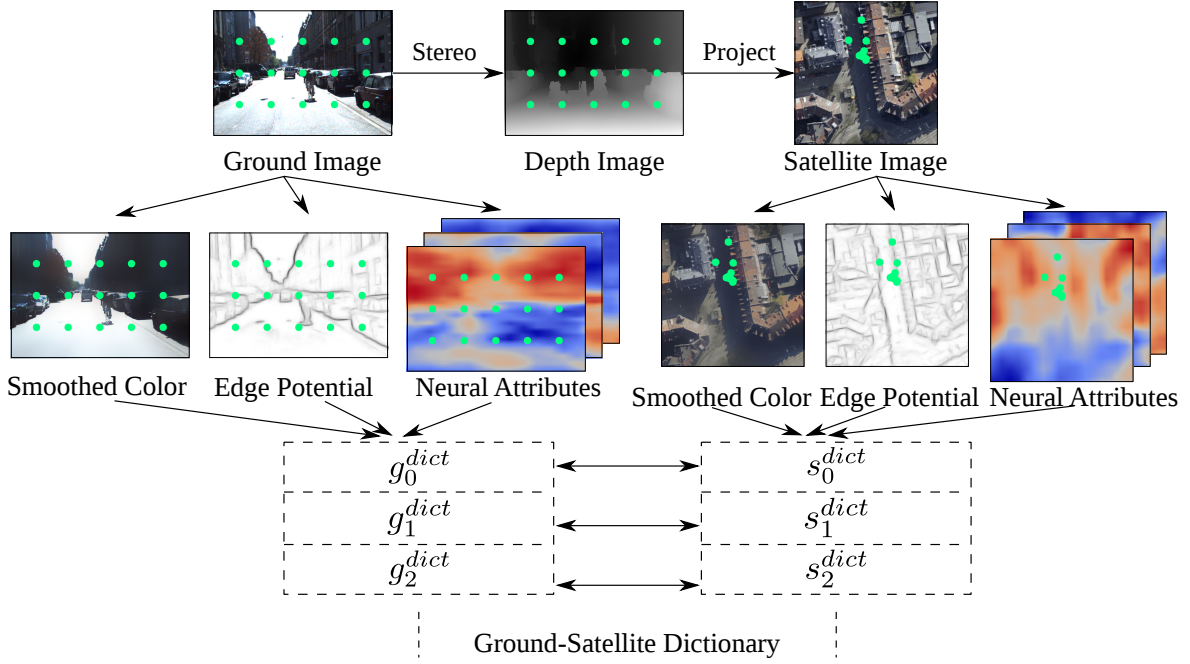 Stereo
Project
Ground Image
Depth Image
Satellite Image
Smoothed Color
Edge Potential
Neural Attributes
Smoothed Color
Edge Potential
Neural Attributes
g_0^{dict}
s_0^{dict}
g_1^{dict}
s_1^{dict}
g_2^{dict}
s_2^{dict}
Ground-Satellite Dictionary